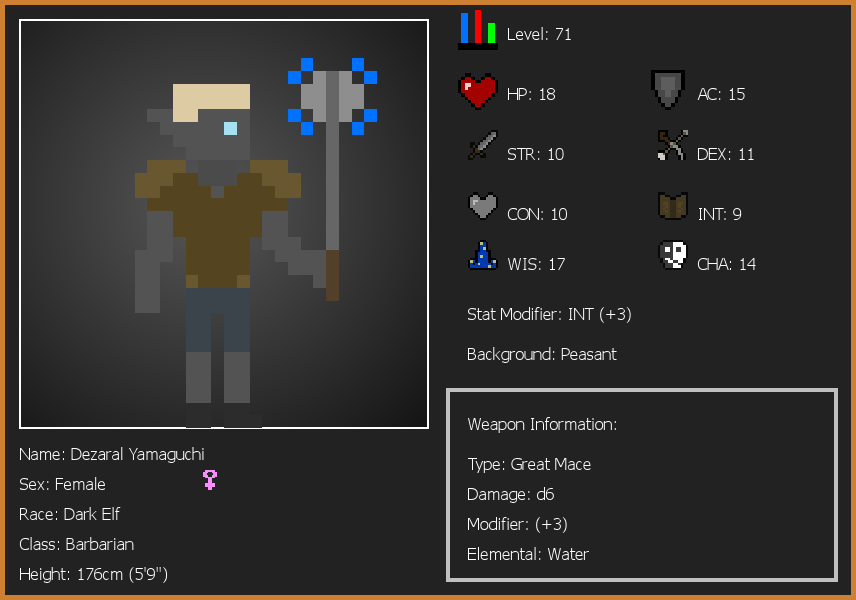 Level: 71
HP: 18
AC: 15
STR: 10
DEX: 11
CON: 10
INT: 9
WIS: 17
CHA: 14
Stat Modifier: INT (+3)
Background: Peasant
Weapon Information:
Type: Great Mace
Damage: d6
Modifier: (+3)
Elemental: Water
Name: Dezaral Yamaguchi
Sex: Female
Race: Dark Elf
Class: Barbarian
Height: 176cm (5'9")